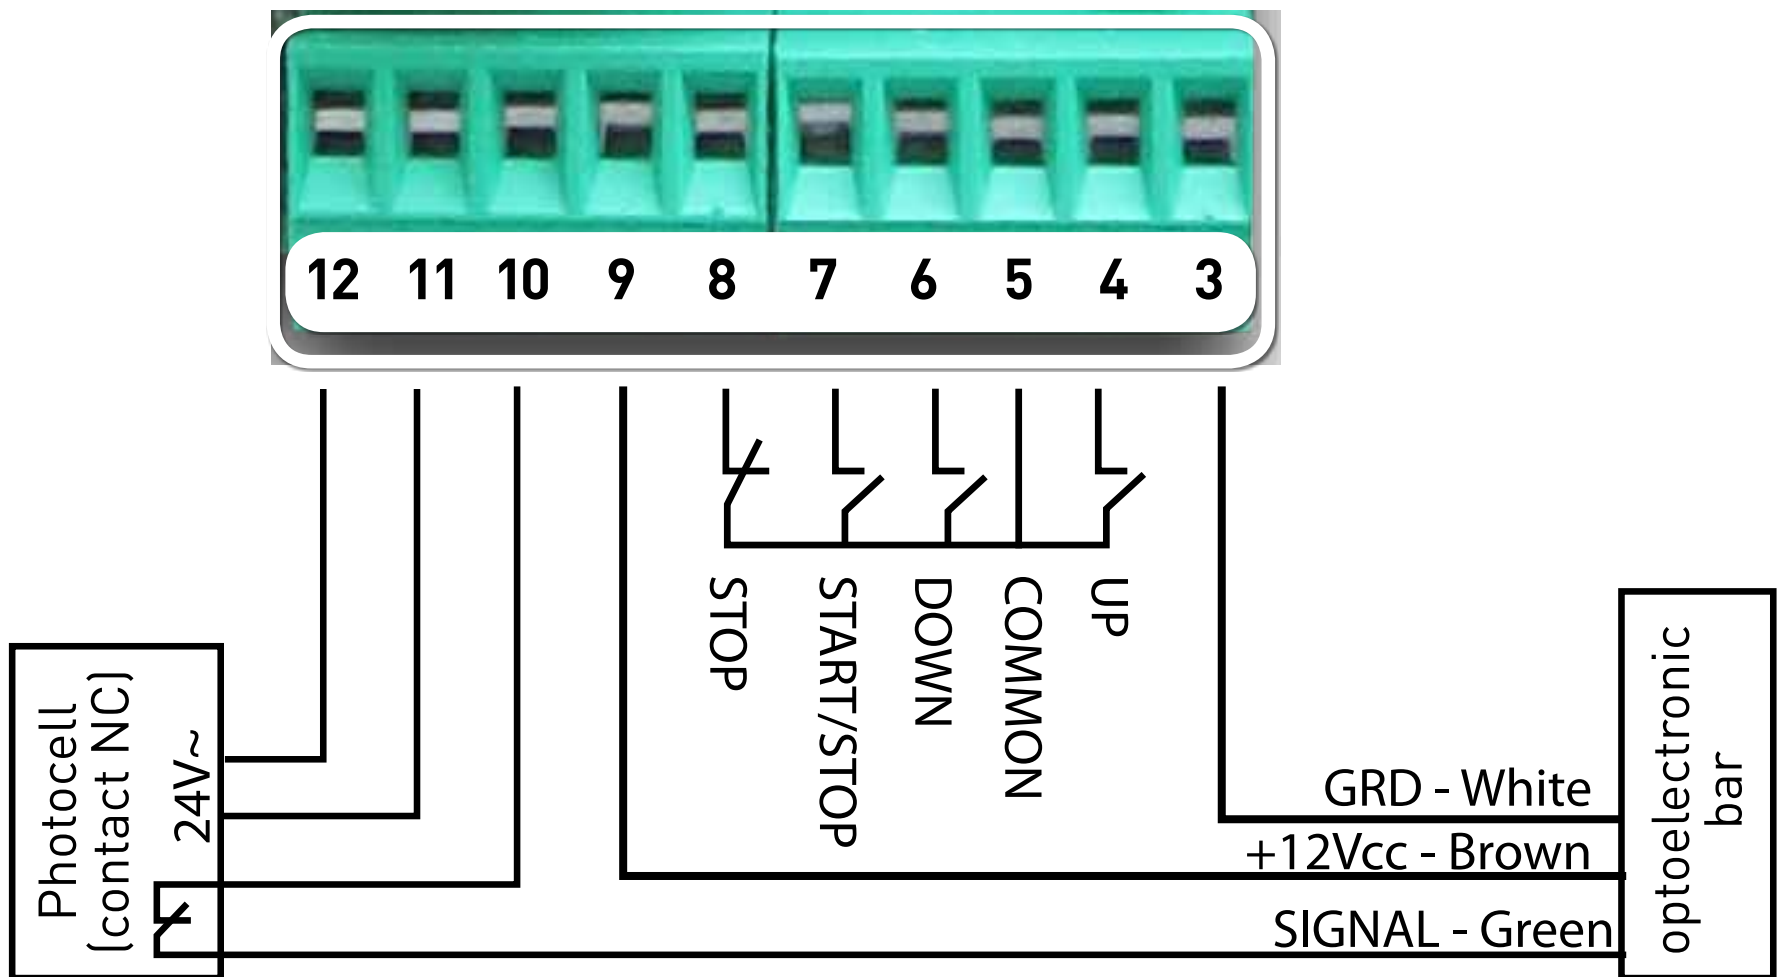 12 11 10 9 8 7 6 5 4 3
STOP
START/STOP
DOWN
COMMON
UP
Photocell
(contact NC)
24V~
GRD - White
+12Vcc - Brown
SIGNAL - Green
optoelectronic
bar